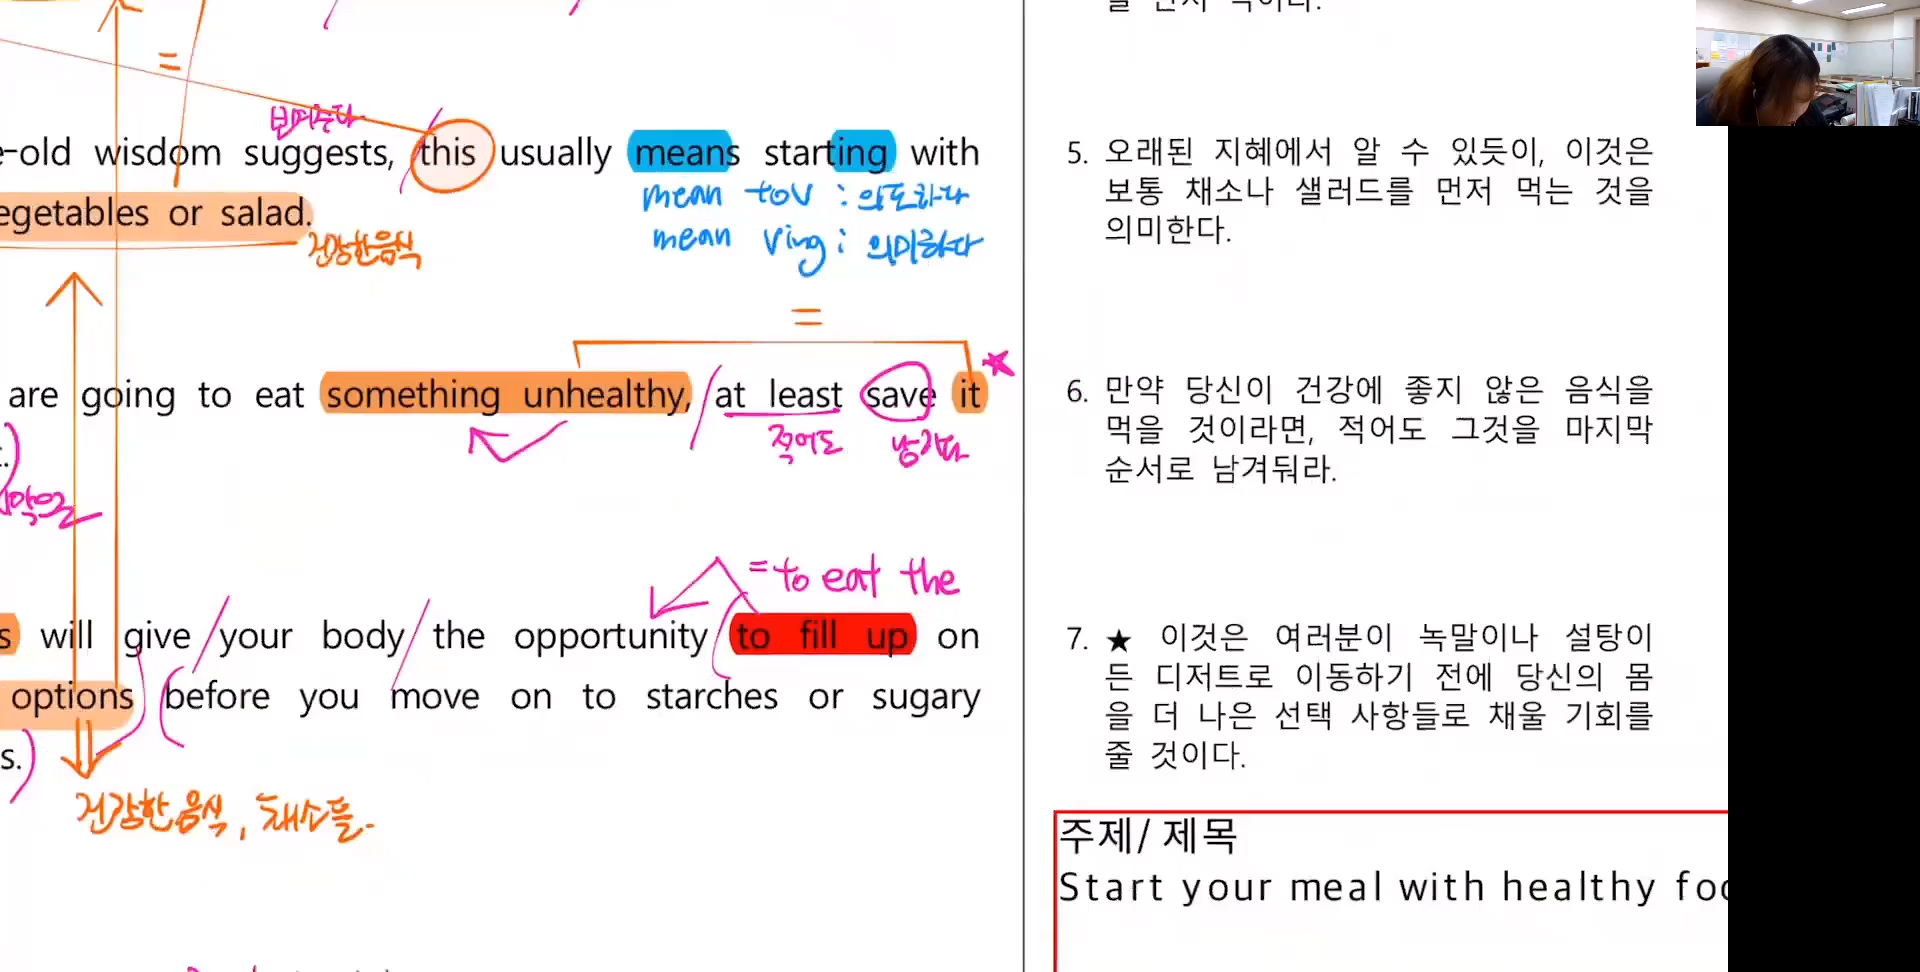 =
보여준다
-old wisdom suggests, this usually means starting with
mean toV : 의도하다
egetables or salad.
건강한음식
mean Ving : 의미하다
=
are going to eat something unhealthy, at least save it
적어도 남기다
= to eat the
s will give your body the opportunity to fill up on
options before you move on to starches or sugary
s.)
건강한음식, 채소들.
5. 오래된 지혜에서 알 수 있듯이, 이것은
보통 채소나 샐러드를 먼저 먹는 것을
의미한다.
6. 만약 당신이 건강에 좋지 않은 음식을
먹을 것이라면, 적어도 그것을 마지막
순서로 남겨둬라.
7. ★ 이것은 여러분이 녹말이나 설탕이
든 디저트로 이동하기 전에 당신의 몸
을 더 나은 선택 사항들로 채울 기회를
줄 것이다.
주제/ 제목
Start your meal with healthy foo